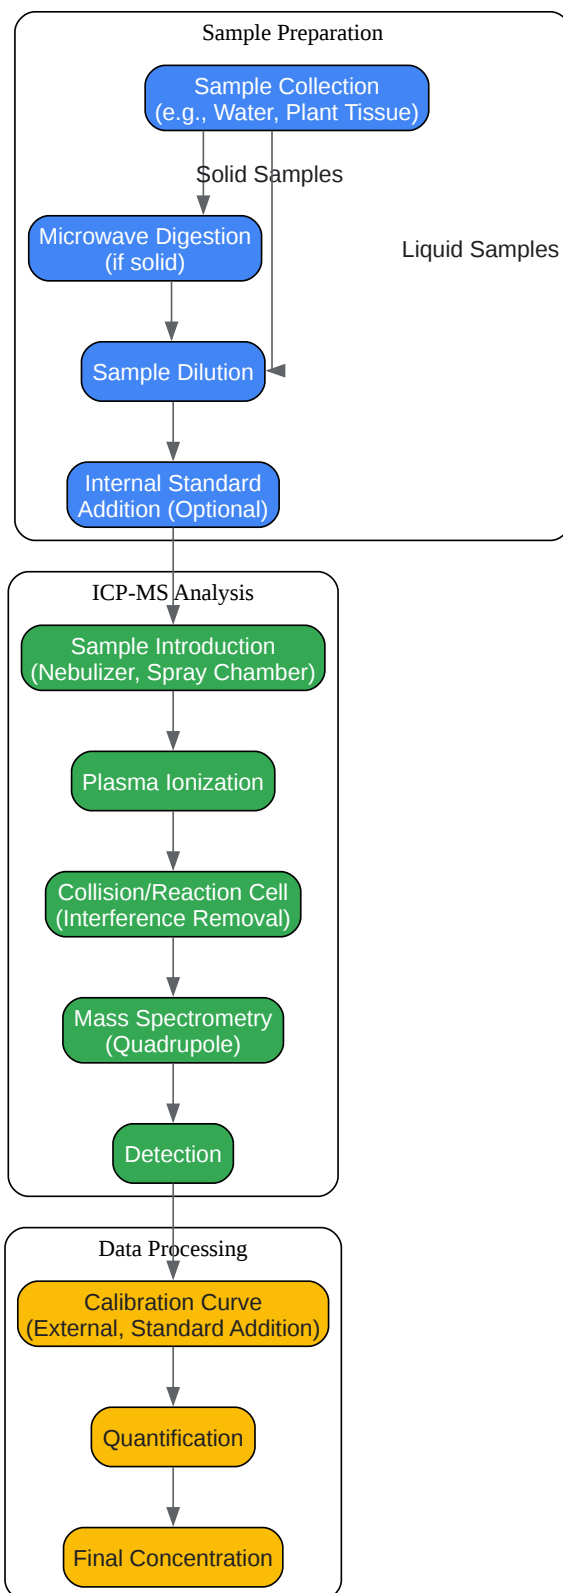 Sample Preparation
Sample Collection
(e.g., Water, Plant Tissue)
Solid Samples
Microwave Digestion
(if solid)
Liquid Samples
Sample Dilution
Internal Standard
Addition (Optional)
ICP-MS Analysis
Sample Introduction
(Nebulizer, Spray Chamber)
Plasma Ionization
Collision/Reaction Cell
(Interference Removal)
Mass Spectrometry
(Quadrupole)
Detection
Data Processing
Calibration Curve
(External, Standard Addition)
Quantification
Final Concentration